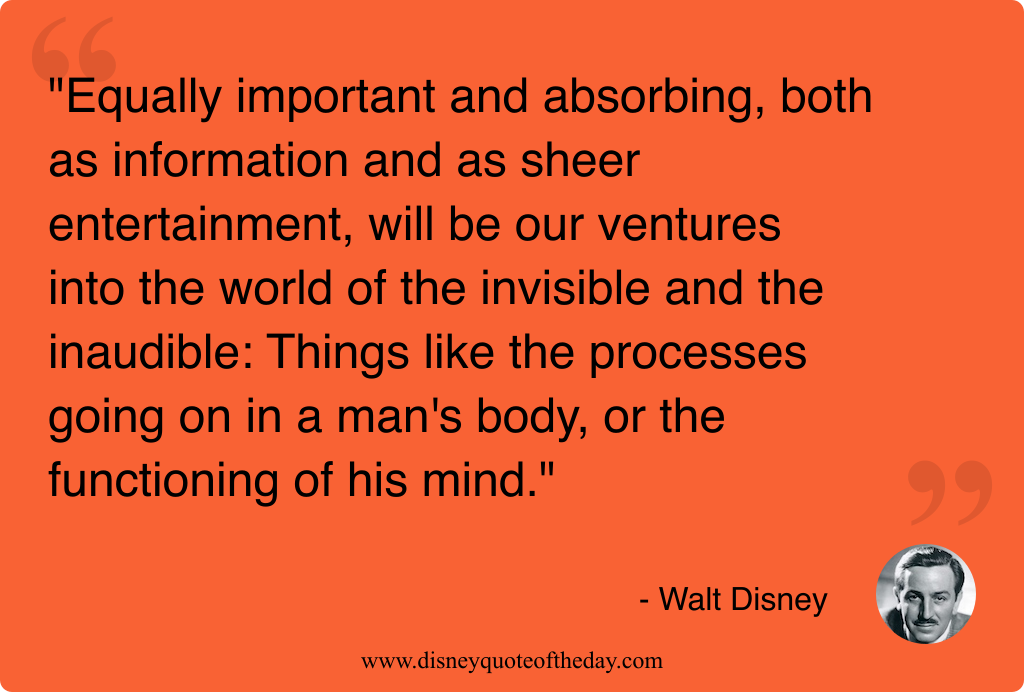 "Equally important and absorbing, both
as information and as sheer
entertainment, will be our ventures
into the world of the invisible and the
inaudible: Things like the processes
going on in a man's body, or the
functioning of his mind."
- Walt Disney
www.disneyquoteoftheday.com